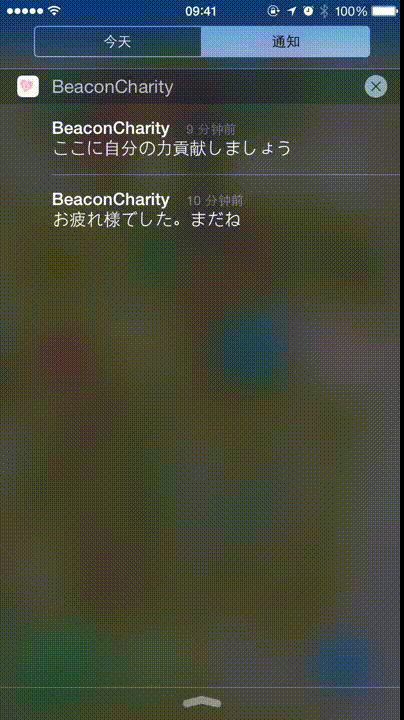 09:41
100%
今天
通知
BeaconCharity
BeaconCharity 9 分钟前
ここに自分の力貢献しましょう
BeaconCharity 10 分钟前
お疲れ様でした。まだね